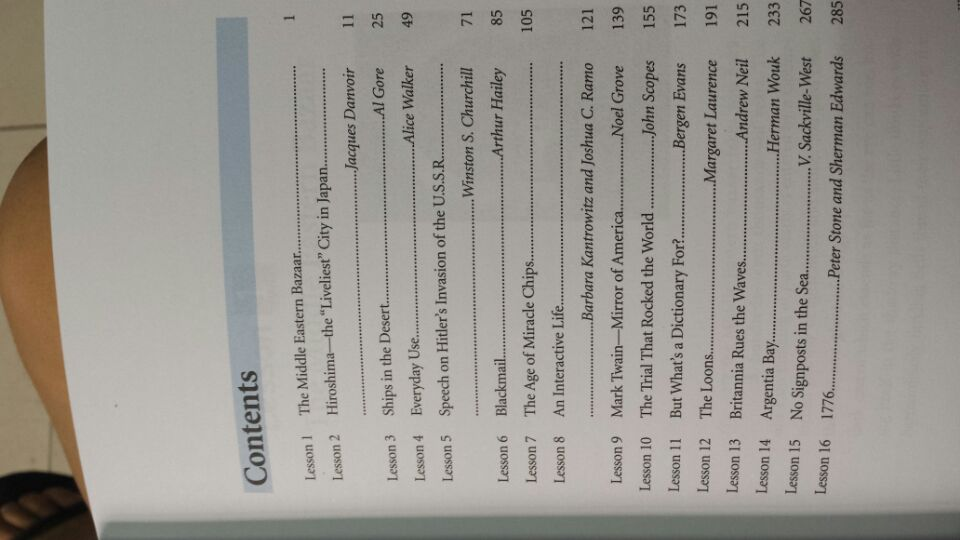 Contents
Lesson 1 The Middle Eastern Bazaar.................... 1
Lesson 2 Hiroshima—the “Liveliest” City in Japan....................
....................Jacques Danvoir 11
Lesson 3 Ships in the Desert....................Al Gore 25
Lesson 4 Everyday Use....................Alice Walker 49
Lesson 5 Speech on Hitler’s Invasion of the U.S.S.R....................
....................Winston S. Churchill 71
Lesson 6 Blackmail....................Arthur Hailey 85
Lesson 7 The Age of Miracle Chips.................... 105
Lesson 8 An Interactive Life....................
....................Barbara Kantrowitz and Joshua C. Ramo 121
Lesson 9 Mark Twain—Mirror of America....................Noel Grove 139
Lesson 10 The Trial That Rocked the World ....................John Scopes 155
Lesson 11 But What’s a Dictionary For?....................Bergen Evans 173
Lesson 12 The Loons....................Margaret Laurence 191
Lesson 13 Britannia Rues the Waves....................Andrew Neil 215
Lesson 14 Argentia Bay....................Herman Wouk 233
Lesson 15 No Signposts in the Sea....................V. Sackville-West 267
Lesson 16 1776....................Peter Stone and Sherman Edwards 285